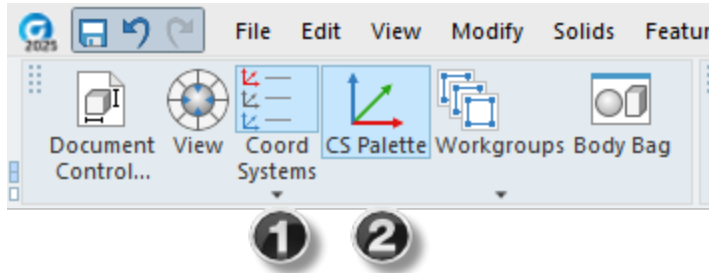 2025
File Edit View Modify Solids Featur
Document
Control...
View
Coord
Systems
CS Palette
Workgroups
Body Bag
1
2